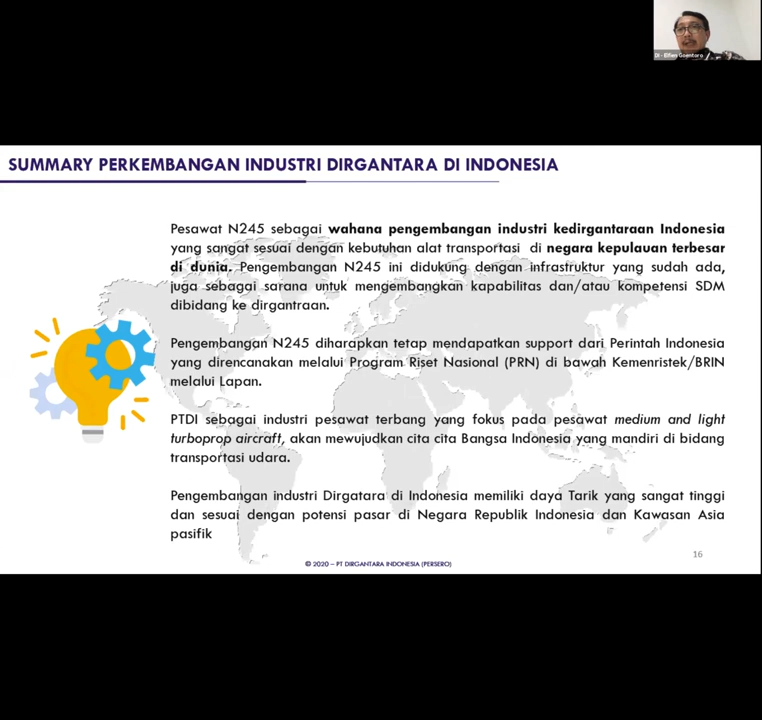 DI - Elfien Goentoro
SUMMARY PERKEMBANGAN INDUSTRI DIRGANTARA DI INDONESIA
Pesawat N245 sebagai wahana pengembangan industri kedirgantaraan Indonesia
yang sangat sesuai dengan kebutuhan alat transportasi di negara kepulauan terbesar
di dunia. Pengembangan N245 ini didukung dengan infrastruktur yang sudah ada,
juga sebagai sarana untuk mengembangkan kapabilitas dan/atau kompetensi SDM
dibidang ke dirgantraan.
Pengembangan N245 diharapkan tetap mendapatkan support dari Perintah Indonesia
yang direncanakan melalui Program Riset Nasional (PRN) di bawah Kemenristek/BRIN
melalui Lapan.
PTDI sebagai industri pesawat terbang yang fokus pada pesawat medium and light
turboprop aircraft, akan mewujudkan cita cita Bangsa Indonesia yang mandiri di bidang
transportasi udara.
Pengembangan industri Dirgatara di Indonesia memiliki daya Tarik yang sangat tinggi
dan sesuai dengan potensi pasar di Negara Republik Indonesia dan Kawasan Asia
pasifik
16
© 2020 – PT DIRGANTARA INDONESIA (PERSERO)